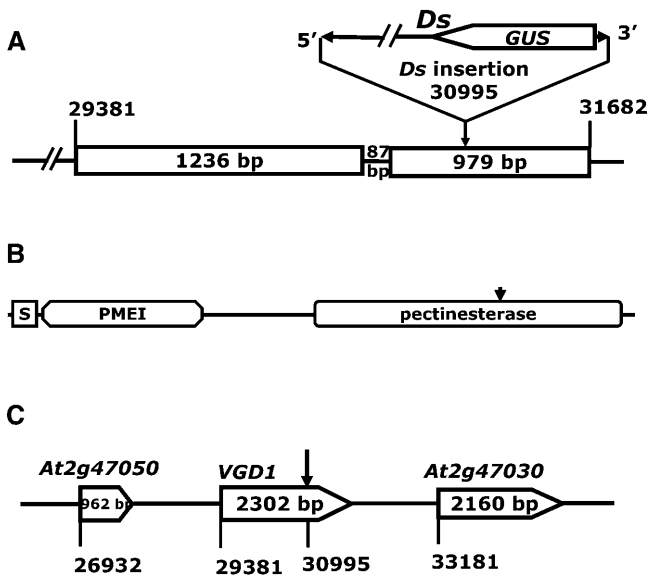 A
5′
Ds
GUS
3′
Ds insertion
30995
29381
31682
1236 bp
87
bp
979 bp
B
S
PMEI
pectinesterase
C
At2g47050
VGD1
At2g47030
962 bp
2302 bp
2160 bp
26932
29381
30995
33181